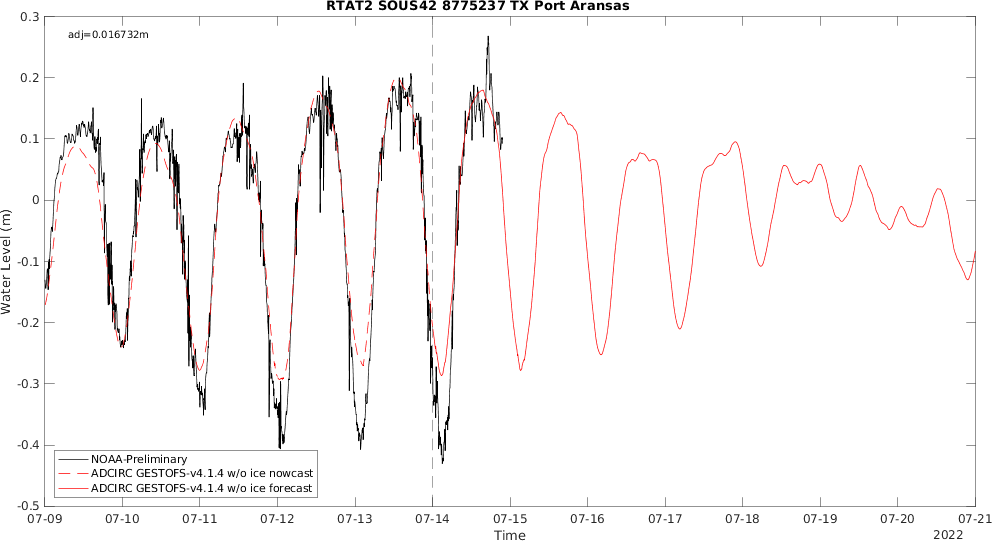 RTAT2 SOUS42 8775237 TX Port Aransas
adj=0.016732m
0.3
0.2
0.1
0
-0.1
-0.2
-0.3
-0.4
-0.5
Water Level (m)
NOAA-Preliminary
ADCIRC GESTOFS-v4.1.4 w/o ice nowcast
ADCIRC GESTOFS-v4.1.4 w/o ice forecast
07-09 07-10 07-11 07-12 07-13 07-14 07-15 07-16 07-17 07-18 07-19 07-20 07-21
Time
2022